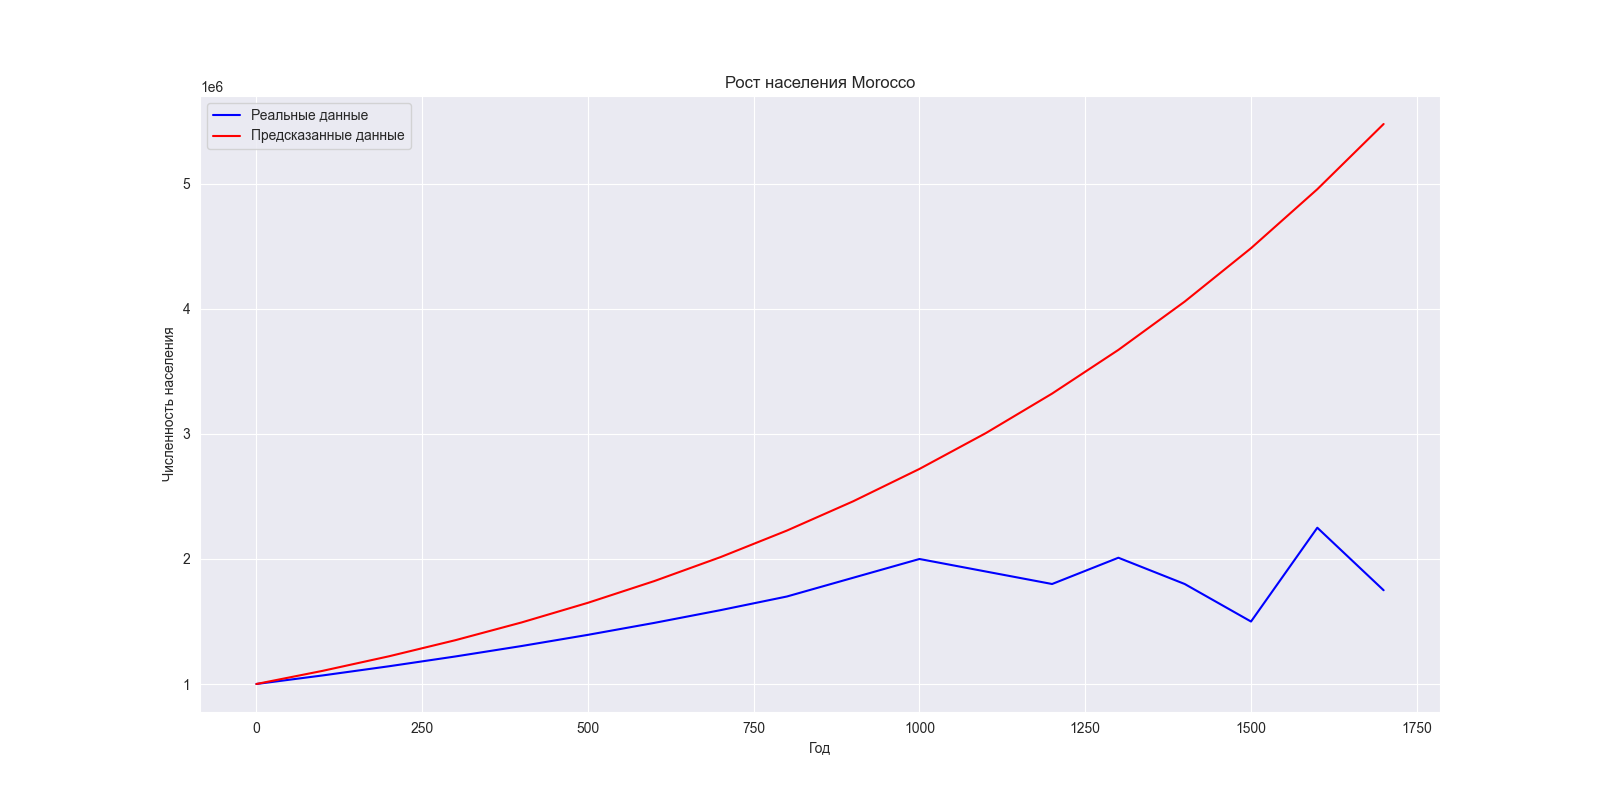 Рост населения Morocco
1e6
Реальные данные
Предсказанные данные
5
4
3
2
1
Численность населения
0 250 500 750 1000 1250 1500 1750
Год